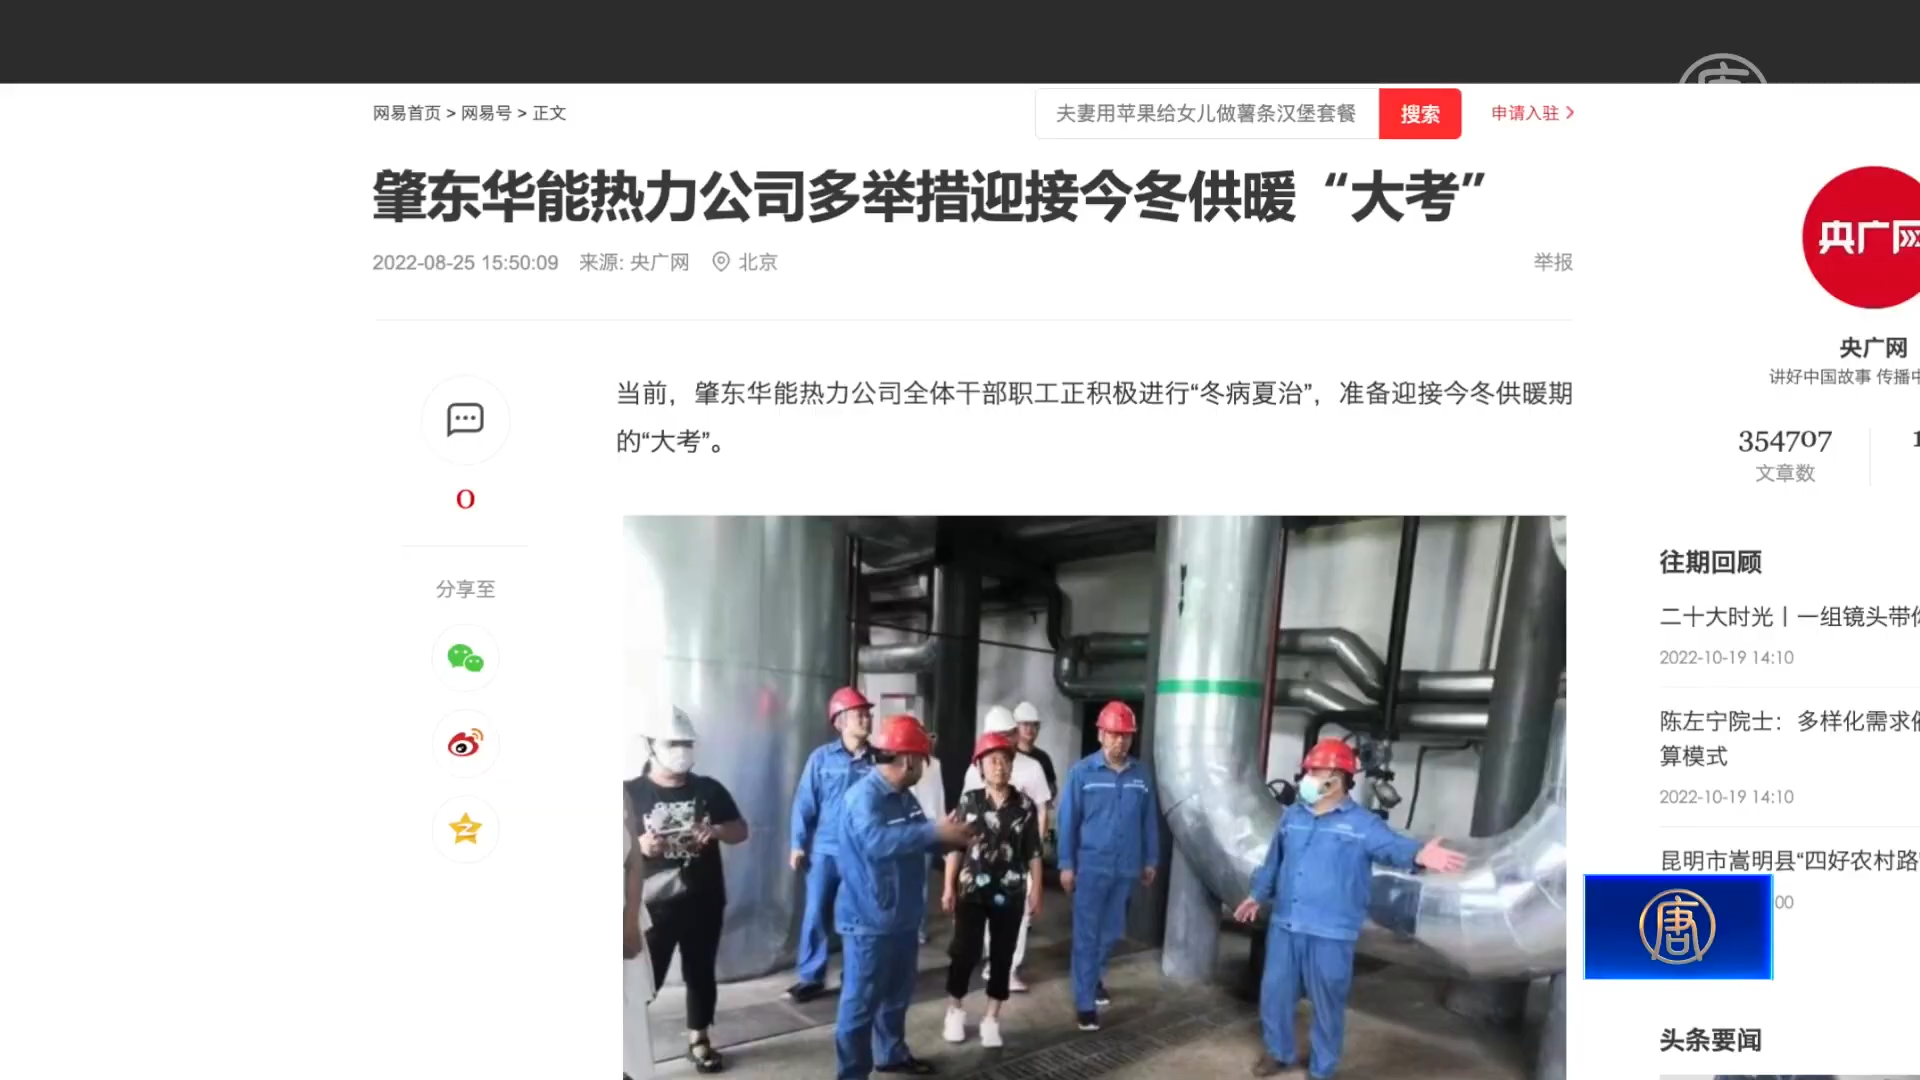 网易首页 > 网易号 > 正文
夫妻用苹果给女儿做薯条汉堡套餐
搜索
申请入驻 >
肇东华能热力公司多举措迎接今冬供暖“大考”
2022-08-25 15:50:09 来源: 央广网 北京
举报
央广网
央广网
讲好中国故事 传播中
354707
1
文章数
当前，肇东华能热力公司全体干部职工正积极进行“冬病夏治”，准备迎接今冬供暖期
的“大考”。
0
分享至
往期回顾
二十大时光丨一组镜头带你
2022-10-19 14:10
陈左宁院士：多样化需求催
算模式
2022-10-19 14:10
昆明市嵩明县“四好农村路”
00
唐
头条要闻